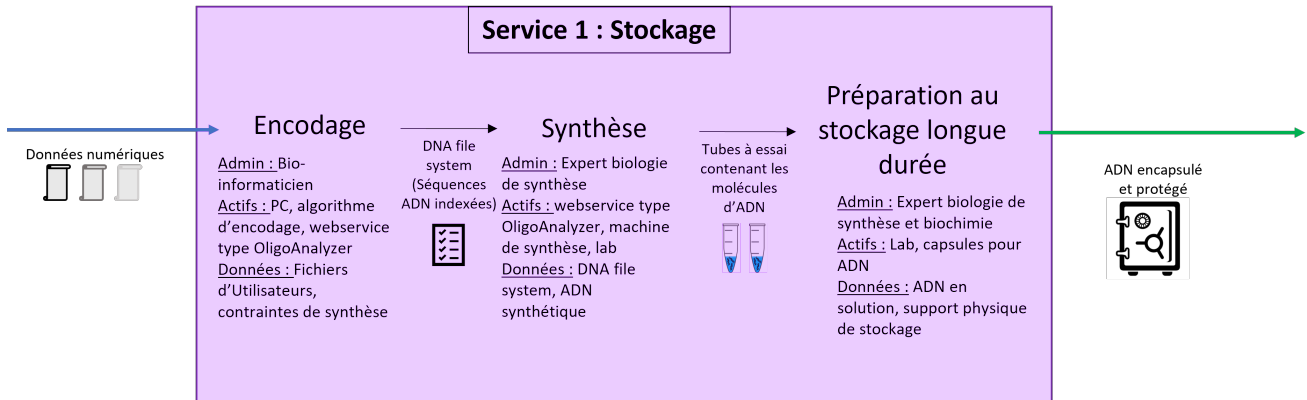 Service 1 : Stockage
Données numériques
Encodage
Admin : Bio-
informaticien
Actifs : PC, algorithme
d’encodage, webservice
type OligoAnalyzer
Données : Fichiers
d’Utilisateurs,
contraintes de synthèse
DNA file
system
(Séquences
ADN indexées)
Synthèse
Admin : Expert biologie
de synthèse
Actifs : webservice type
OligoAnalyzer, machine
de synthèse, lab
Données : DNA file
system, ADN
synthétique
Tubes à essai
contenant les
molécules
d’ADN
Préparation au
stockage longue
durée
Admin : Expert biologie de
synthèse et biochimie
Actifs : Lab, capsules pour
ADN
Données : ADN en
solution, support physique
de stockage
ADN encapsulé
et protégé